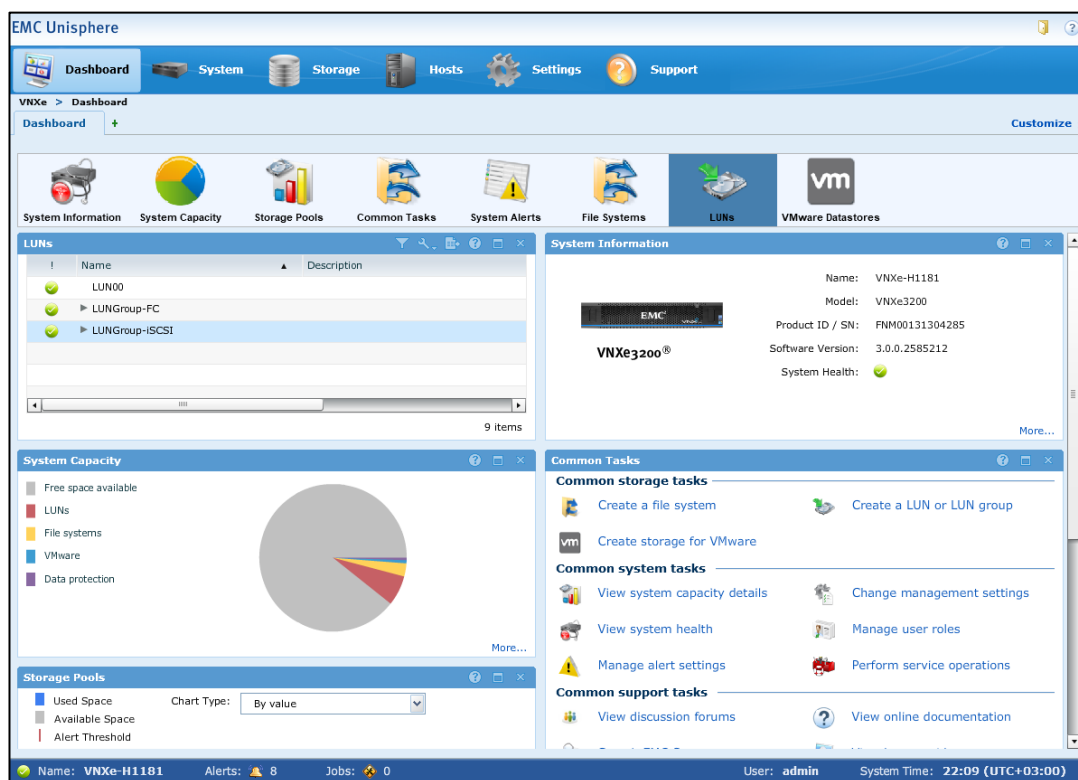 EMC Unisphere
Dashboard System Storage Hosts Settings Support
VNXe > Dashboard
Dashboard + Customize
System Information System Capacity Storage Pools Common Tasks System Alerts File Systems LUNs vm VMware Datastores
LUNs
! Name Description
LUN00
LUNGroup-FC
LUNGroup-iSCSI
9 items
System Information
EMC
VNXe3200®
Name: VNXe-H1181
Model: VNXe3200
Product ID / SN: FNM00131304285
Software Version: 3.0.0.2585212
System Health:
More...
System Capacity
Free space available
LUNs
File systems
VMware
Data protection
More...
Common Tasks
Common storage tasks
Create a file system Create a LUN or LUN group
vm Create storage for VMware
Common system tasks
View system capacity details Change management settings
View system health Manage user roles
Manage alert settings Perform service operations
Common support tasks
View discussion forums View online documentation
Storage Pools
Used Space Chart Type: By value
Available Space
Alert Threshold
Name: VNXe-H1181 Alerts: 8 Jobs: 0 User: admin System Time: 22:09 (UTC+03:00)